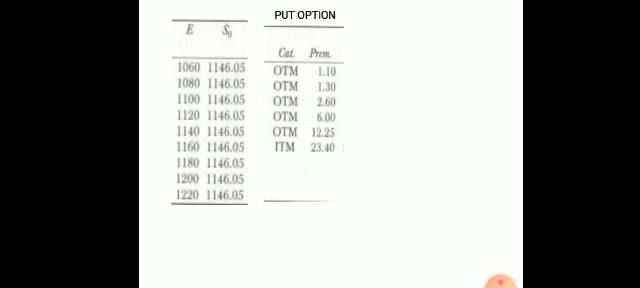 PUT OPTION
E S0
Cat. Prem.
1060 1146.05 OTM 1.10
1080 1146.05 OTM 1.30
1100 1146.05 OTM 2.60
1120 1146.05 OTM 6.00
1140 1146.05 OTM 12.25
1160 1146.05 ITM 23.40
1180 1146.05
1200 1146.05
1220 1146.05